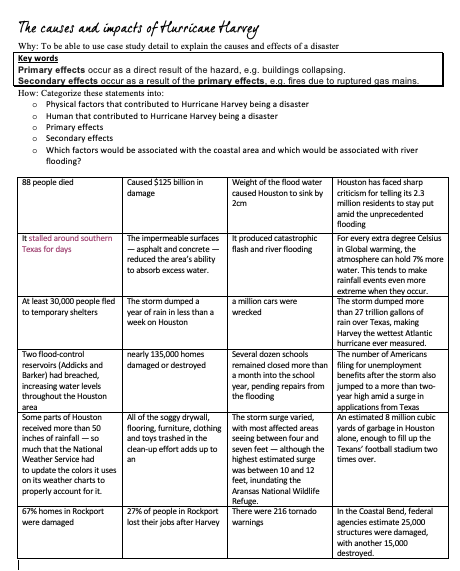 The causes and impacts of Hurricane Harvey
Why: To be able to use case study detail to explain the causes and effects of a disaster
Key words
Primary effects occur as a direct result of the hazard, e.g. buildings collapsing.
Secondary effects occur as a result of the primary effects, e.g. fires due to ruptured gas mains.
How: Categorize these statements into:
o Physical factors that contributed to Hurricane Harvey being a disaster
o Human that contributed to Hurricane Harvey being a disaster
o Primary effects
o Secondary effects
o Which factors would be associated with the coastal area and which would be associated with river
flooding?
88 people died
Caused $125 billion in
damage
Weight of the flood water
caused Houston to sink by
2cm
Houston has faced sharp
criticism for telling its 2.3
million residents to stay put
amid the unprecedented
flooding
It stalled around southern
Texas for days
The impermeable surfaces
— asphalt and concrete —
reduced the area's ability
to absorb excess water.
It produced catastrophic
flash and river flooding
For every extra degree Celsius
in Global warming, the
atmosphere can hold 7% more
water. This tends to make
rainfall events even more
extreme when they occur.
At least 30,000 people fled
to temporary shelters
The storm dumped a
year of rain in less than a
week on Houston
a million cars were
wrecked
The storm dumped more
than 27 trillion gallons of
rain over Texas, making
Harvey the wettest Atlantic
hurricane ever measured.
Two flood-control
reservoirs (Addicks and
Barker) had breached,
increasing water levels
throughout the Houston
area
nearly 135,000 homes
damaged or destroyed
Several dozen schools
remained closed more than
a month into the school
year, pending repairs from
the flooding
The number of Americans
filing for unemployment
benefits after the storm also
jumped to a more than two-
year high amid a surge in
applications from Texas
Some parts of Houston
received more than 50
inches of rainfall — so
much that the National
Weather Service had
to update the colors it uses
on its weather charts to
properly account for it.
All of the soggy drywall,
flooring, furniture, clothing
and toys trashed in the
clean-up effort adds up to
an
The storm surge varied,
with most affected areas
seeing between four and
seven feet — although the
highest estimated surge
was between 10 and 12
feet, inundating the
Aransas National Wildlife
Refuge.
An estimated 8 million cubic
yards of garbage in Houston
alone, enough to fill up the
Texans' football stadium two
times over.
67% homes in Rockport
were damaged
27% of people in Rockport
lost their jobs after Harvey
There were 216 tornado
warnings
In the Coastal Bend, federal
agencies estimate 25,000
structures were damaged,
with another 15,000
destroyed.